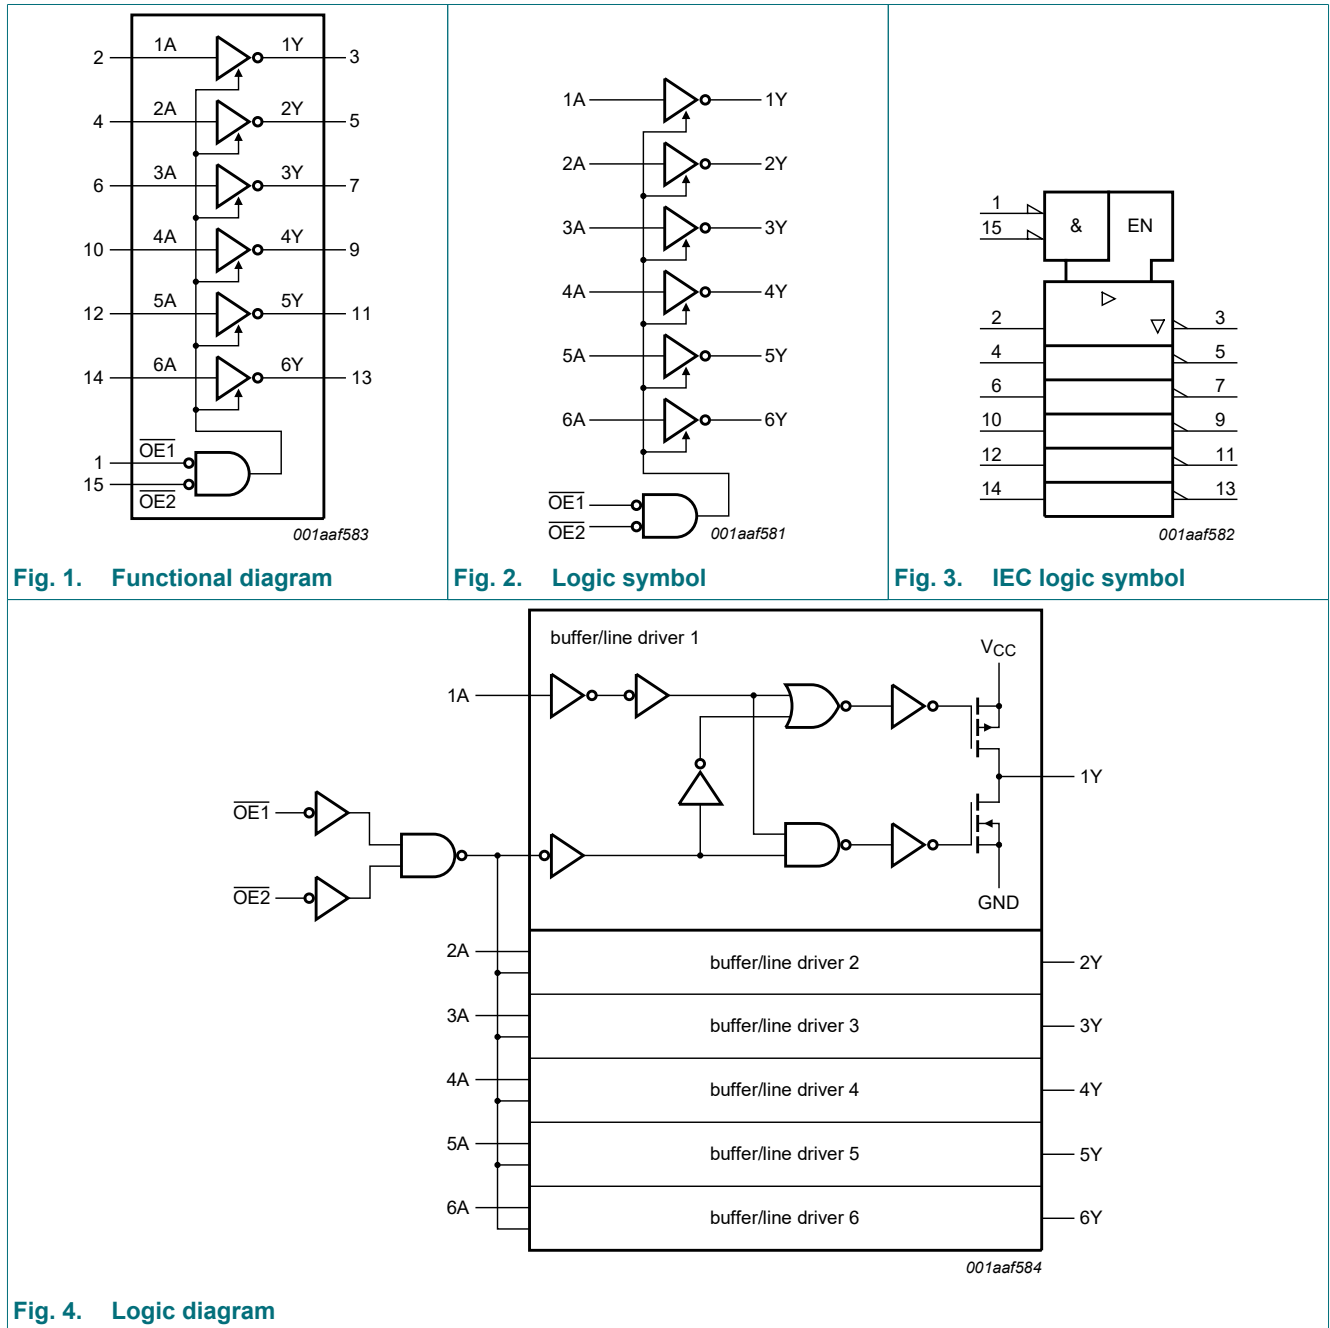 1A 1Y
2 3
2A 2Y
4 5
3A 3Y
6 7
4A 4Y
10 9
5A 5Y
12 11
6A 6Y
14 13
OE1
1
15
OE2
001aaf583
Fig. 1. Functional diagram
1A 1Y
2A 2Y
3A 3Y
4A 4Y
5A 5Y
6A 6Y
OE1
OE2
001aaf581
Fig. 2. Logic symbol
1
15
& EN
2 3
4 5
6 7
10 9
12 11
14 13
001aaf582
Fig. 3. IEC logic symbol
buffer/line driver 1
VCC
1A
1Y
OE1
OE2
GND
2A buffer/line driver 2 2Y
3A buffer/line driver 3 3Y
4A buffer/line driver 4 4Y
5A buffer/line driver 5 5Y
6A buffer/line driver 6 6Y
001aaf584
Fig. 4. Logic diagram